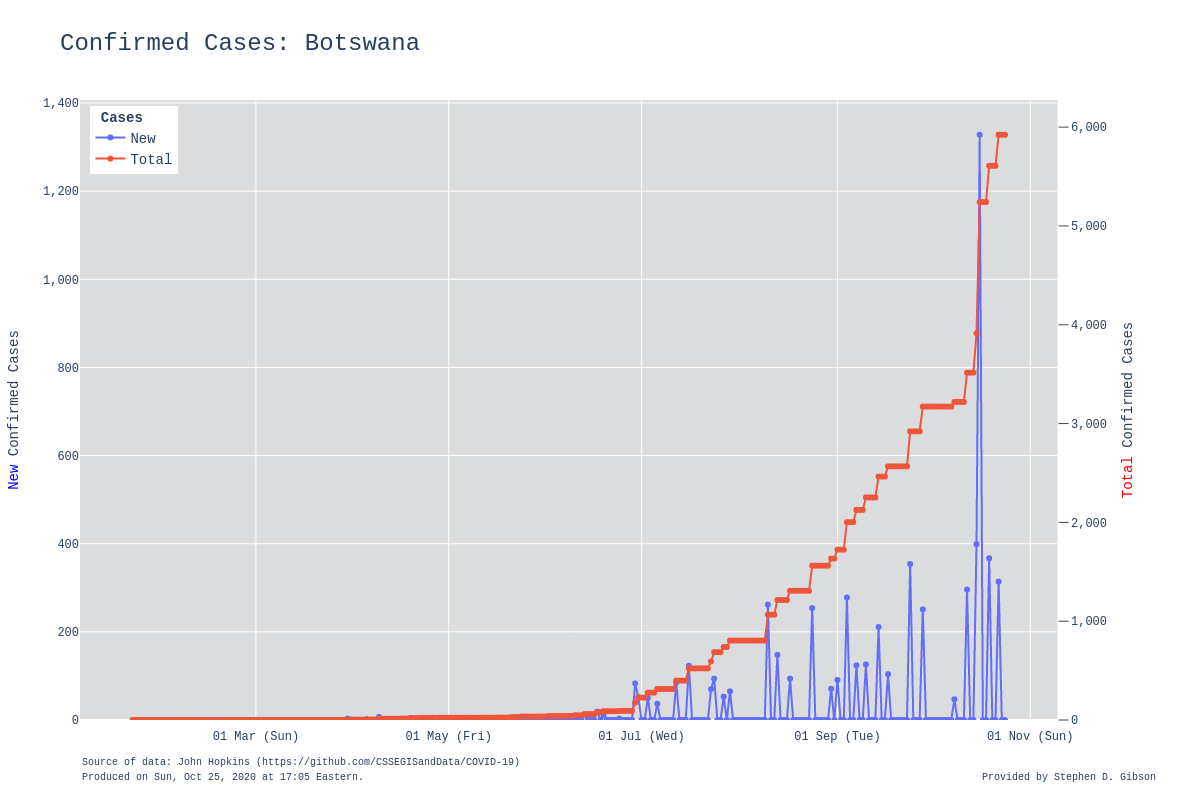 Confirmed Cases: Botswana
Cases
New
Total
1,400
1,200
1,000
800
600
400
200
0
New Confirmed Cases
6,000
5,000
4,000
3,000
2,000
1,000
0
Total Confirmed Cases
01 Mar (Sun)
01 May (Fri)
01 Jul (Wed)
01 Sep (Tue)
01 Nov (Sun)
Source of data: John Hopkins (https://github.com/CSSEGISandData/COVID-19)
Produced on Sun, Oct 25, 2020 at 17:05 Eastern.
Provided by Stephen D. Gibson